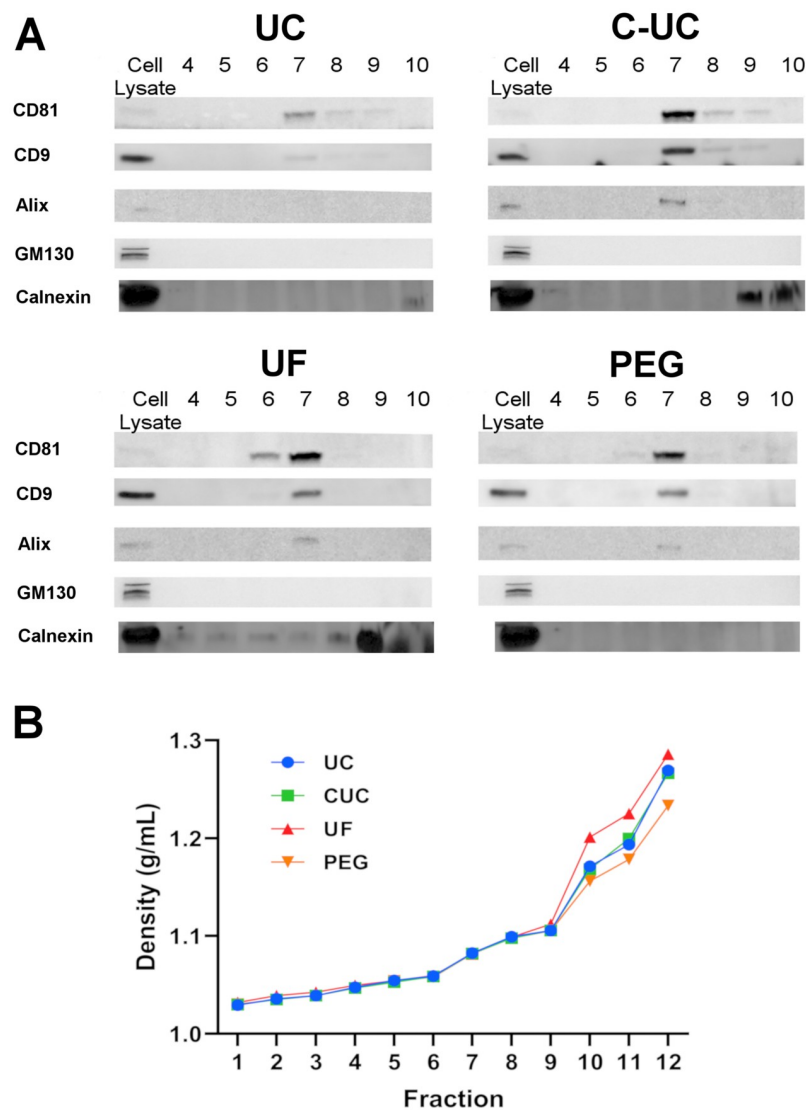 A
UC
C-UC
Cell 4 5 6 7 8 9 10
Lysate
Cell 4 5 6 7 8 9 10
Lysate
CD81
CD9
Alix
GM130
Calnexin
UF
PEG
Cell 4 5 6 7 8 9 10
Lysate
Cell 4 5 6 7 8 9 10
Lysate
CD81
CD9
Alix
GM130
Calnexin
B
Density (g/mL)
1.3
1.2
1.1
1.0
UC
CUC
UF
PEG
1 2 3 4 5 6 7 8 9 10 11 12
Fraction